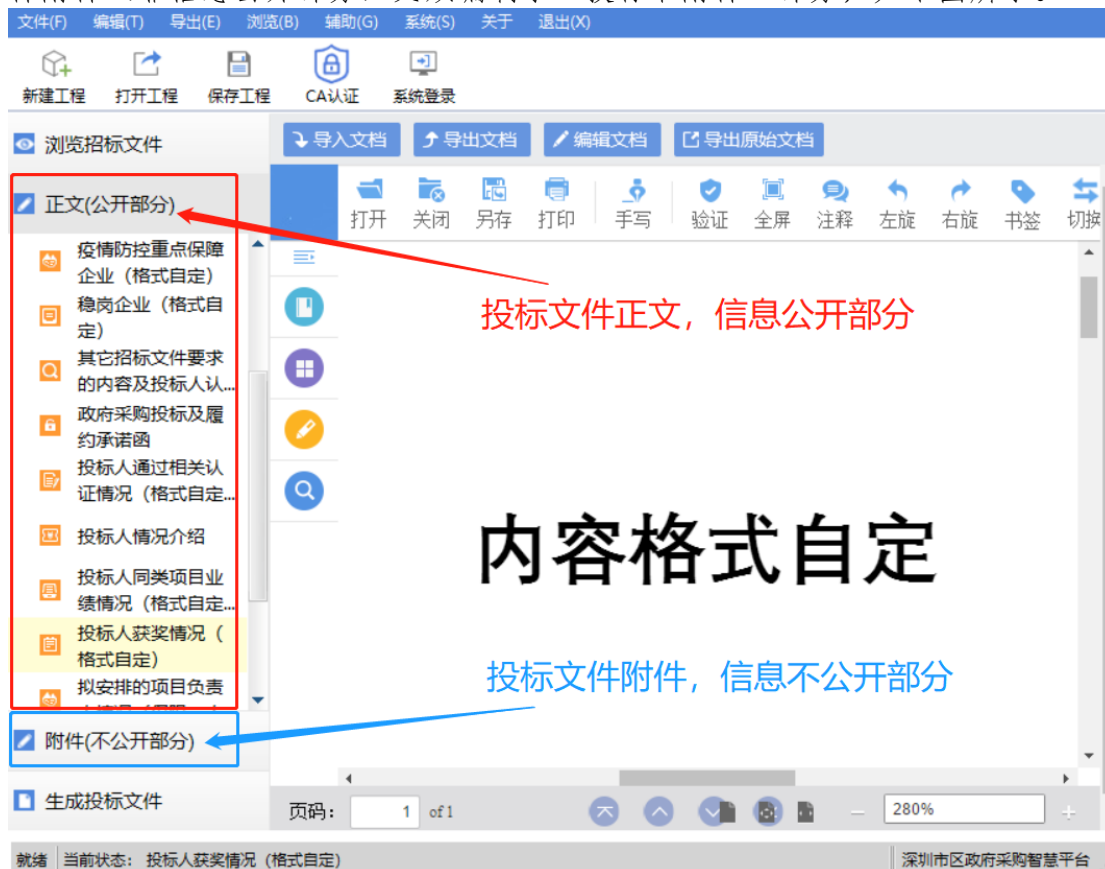 文件(F) 编辑(T) 导出(E) 浏览(B) 辅助(G) 系统(S) 关于 退出(X)
新建工程 打开工程 保存工程 CA认证 系统登录
浏览招标文件
导入文档 导出文档 编辑文档 导出原始文档
正文(公开部分)
打开 关闭 另存 打印 手写 验证 全屏 注释 左旋 右旋 书签 切换
疫情防控重点保障
企业（格式自定）
稳岗企业（格式自
定）
其它招标文件要求
的内容及投标人认...
政府采购投标及履
约承诺函
投标人通过相关认
证情况（格式自定...
投标人情况介绍
投标人同类项目业
绩情况（格式自定...
投标人获奖情况（
格式自定）
拟安排的项目负责
投标文件正文，信息公开部分
内容格式自定
投标文件附件，信息不公开部分
附件(不公开部分)
生成投标文件
页码: 1 of 1 280%
就绪 当前状态: 投标人获奖情况（格式自定） 深圳市区政府采购智慧平台